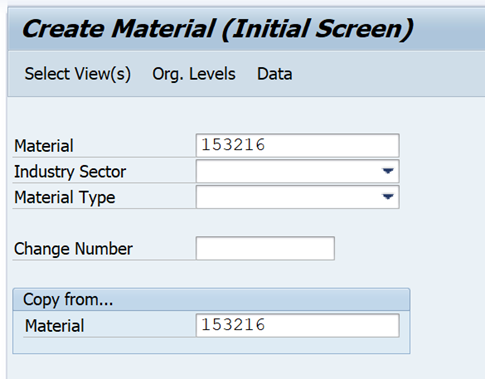 Create Material (Initial Screen)
Select View(s) Org. Levels Data
Material 153216
Industry Sector
Material Type
Change Number
Copy from...
Material 153216